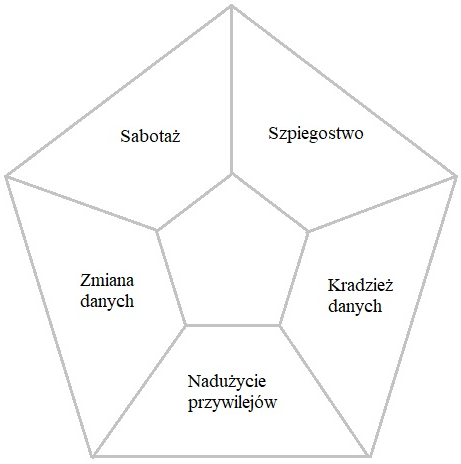 Sabotaż
Szpiegostwo
Zmiana
danych
Kradzież
danych
Nadużycie
przywilejów